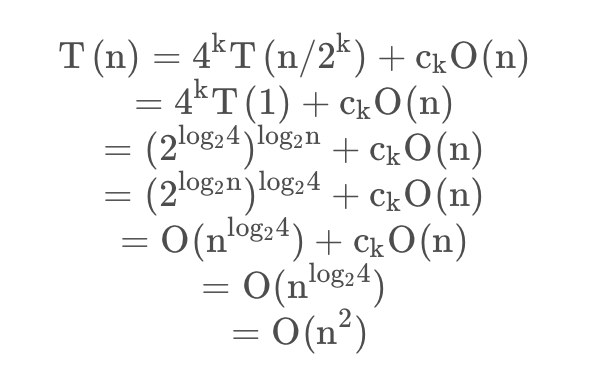 T(n) = 4^k T(n/2^k) + c_k O(n)
= 4^k T(1) + c_k O(n)
= (2^{log_2 4})^{log_2 n} + c_k O(n)
= (2^{log_2 n})^{log_2 4} + c_k O(n)
= O(n^{log_2 4}) + c_k O(n)
= O(n^{log_2 4})
= O(n^2)